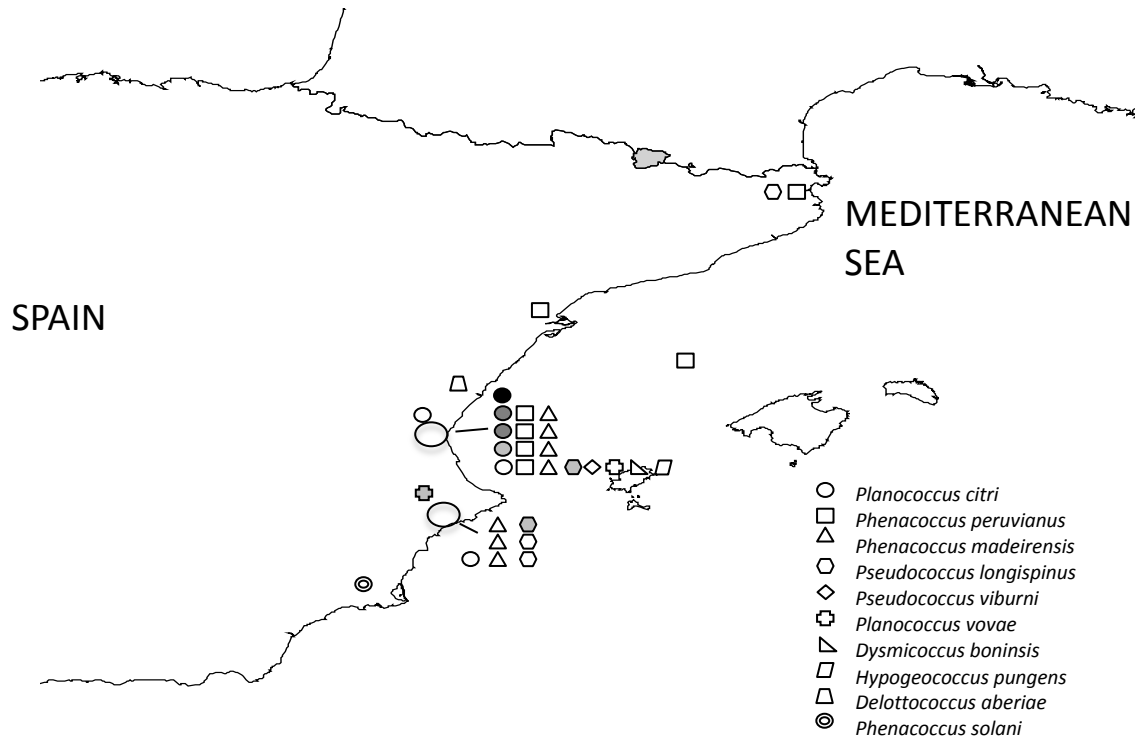 MEDITERRANEAN
SEA
SPAIN
Planococcus citri
Phenacoccus peruvianus
Phenacoccus madeirensis
Pseudococcus longispinus
Pseudococcus viburni
Planococcus vovae
Dysmicoccus boninsis
Hypogeococcus pungens
Delottococcus aberiae
Phenacoccus solani